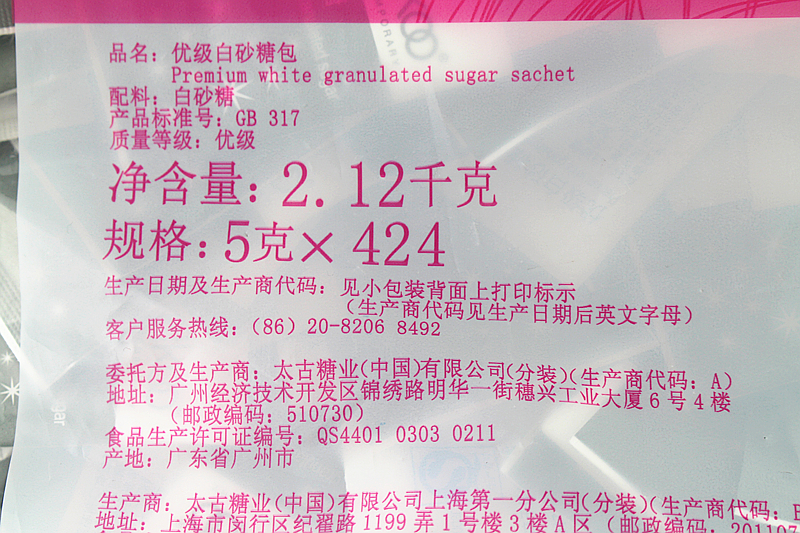 品名：优级白砂糖包
Premium white granulated sugar sachet
配料：白砂糖
产品标准号：GB 317
质量等级：优级
净含量：2.12千克
规格：5克×424
生产日期及生产商代码：见小包装背面上打印标示
（生产商代码见生产日期后英文字母）
客户服务热线：（86）20-8206 8492
委托方及生产商：太古糖业(中国)有限公司(分装)(生产商代码：A)
地址：广州经济技术开发区锦绣路明华一街穗兴工业大厦6号4楼
（邮政编码：510730）
食品生产许可证编号：QS4401 0303 0211
产地：广东省广州市
生产商：太古糖业(中国)有限公司上海第一分公司(分装)(生产商代码：B
地址：上海市闵行区纪翟路1199弄1号楼3楼A区（邮政编码：201107